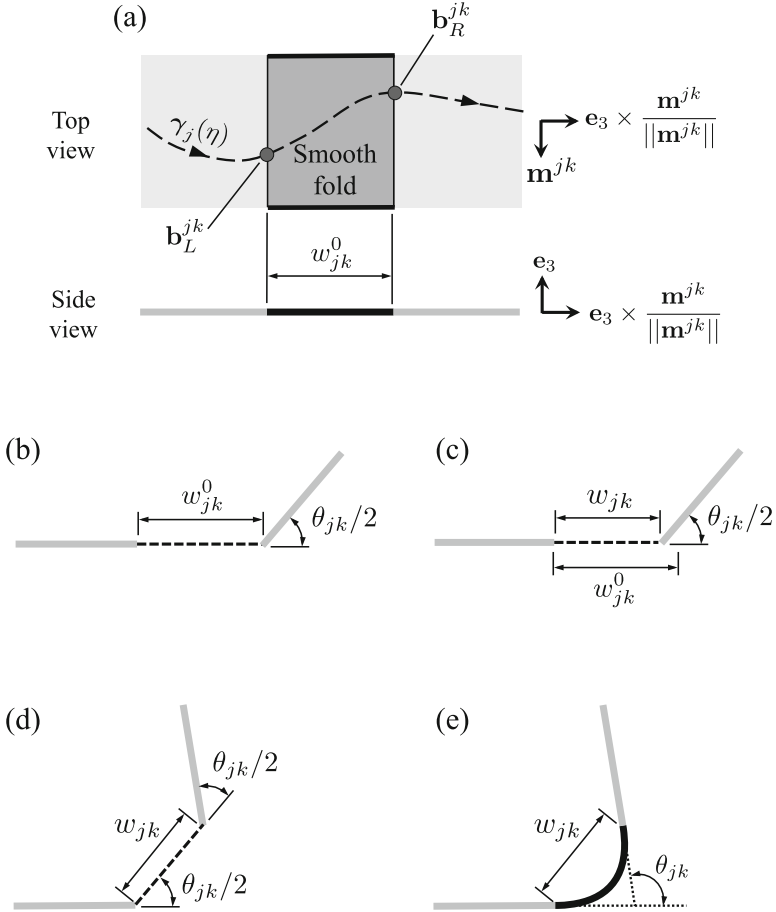 (a)
b_R^{jk}
Top view
γ_j(η)
Smooth fold
e_3 × m^{jk} / ||m^{jk}||
m^{jk}
b_L^{jk}
w_{jk}^0
Side view
e_3
e_3 × m^{jk} / ||m^{jk}||
(b)
w_{jk}^0
θ_{jk}/2
(c)
w_{jk}
θ_{jk}/2
w_{jk}^0
(d)
θ_{jk}/2
w_{jk}
θ_{jk}/2
(e)
w_{jk}
θ_{jk}